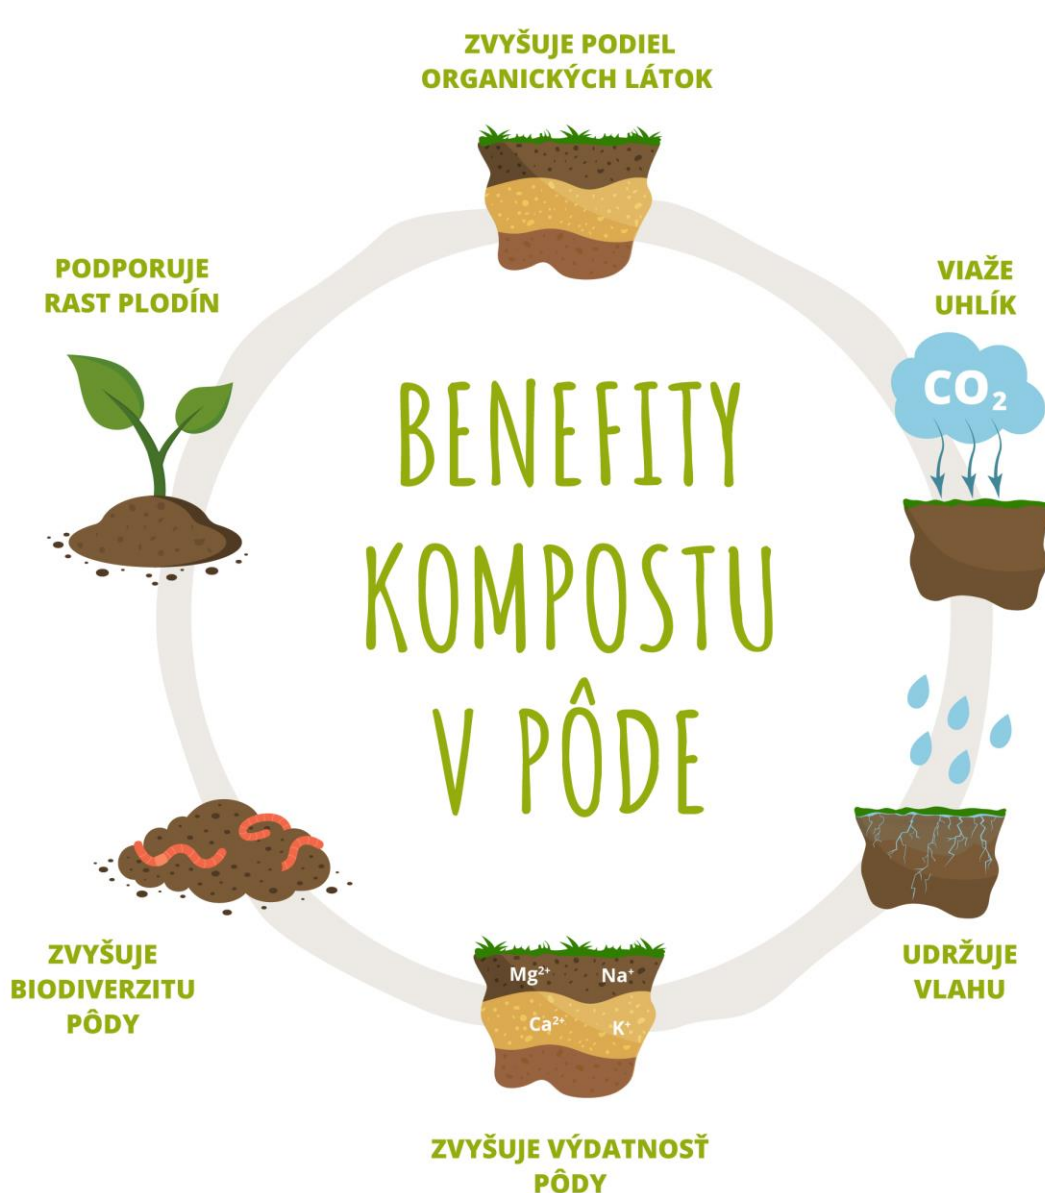 ZVYŠUJE PODIEL
ORGANICKÝCH LÁTOK
PODPORUJE
RAST PLODÍN
VIAŽE
UHLÍK
CO₂
BENEFITY
KOMPOSTU
V PÔDE
ZVYŠUJE
BIODIVERZITU
PÔDY
UDRŽUJE
VLAHU
Mg²⁺ Na⁺
Ca²⁺ K⁺
ZVYŠUJE VÝDATNOSŤ
PÔDY